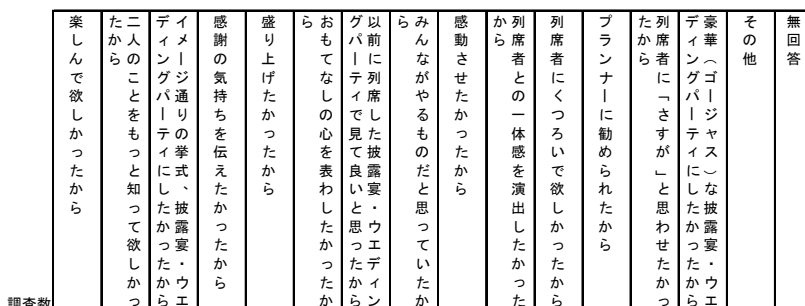 調査数
楽しんで欲しかったから
二人のことをもっと知って欲しかっ
たから
イメージ通りの挙式、披露宴・ウエ
ディングパーティにしたかったから
感謝の気持ちを伝えたかったから
盛り上げたかったから
おもてなしの心を表わしたかったか
ら
以前に列席した披露宴・ウエディン
グパーティで見て良いと思ったから
みんながやるものだと思っていたか
ら
感動させたかったから
列席者との一体感を演出したかった
から
列席者にくつろいで欲しかったから
プランナーに勧められたから
列席者に「さすが」と思わせたかっ
たから
豪華（ゴージャス）な披露宴・ウエ
ディングパーティにしたかったから
その他
無回答